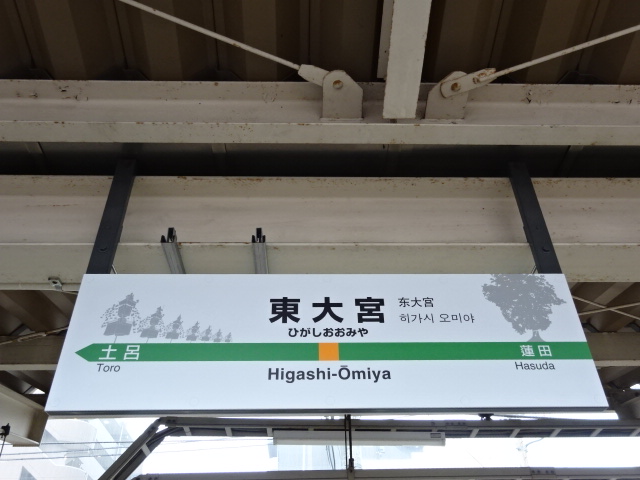 東大宮
东大宮
히가시 오미야
ひがしおおみや
土呂
Toro
Higashi-Ōmiya
蓮田
Hasuda